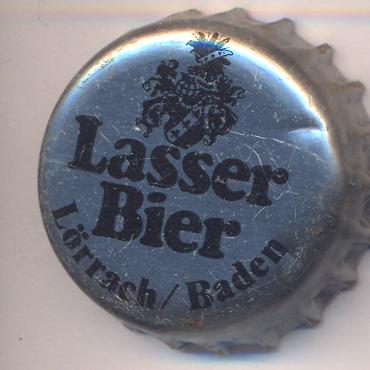 Lasser
Bier
Lörrach / Baden